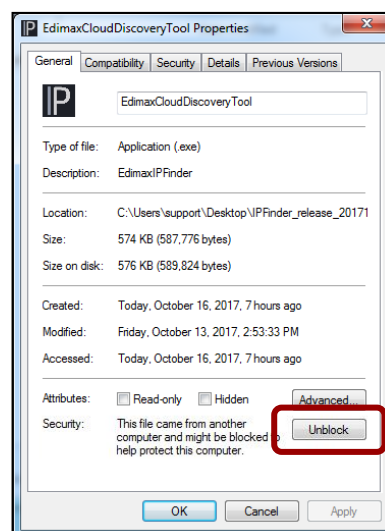 EdimaxCloudDiscoveryTool Properties
General Compatibility Security Details Previous Versions
IP
EdimaxCloudDiscoveryTool
Type of file: Application (.exe)
Description: EdimaxIPFinder
Location: C:\Users\support\Desktop\IPFinder_release_20171
Size: 574 KB (587,776 bytes)
Size on disk: 576 KB (589,824 bytes)
Created: Today, October 16, 2017, 7 hours ago
Modified: Friday, October 13, 2017, 2:53:33 PM
Accessed: Today, October 16, 2017, 7 hours ago
Attributes: Read-only Hidden Advanced...
Security: This file came from another
computer and might be blocked to
help protect this computer.
Unblock
OK Cancel Apply